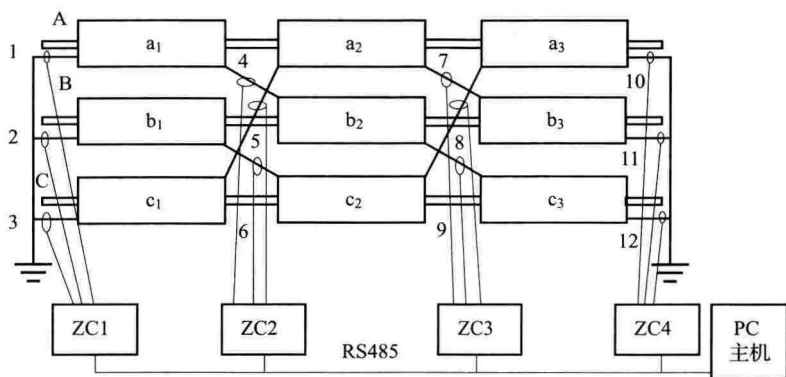 A
1
a₁
a₂
a₃
4
7
10
B
2
b₁
b₂
b₃
5
8
11
C
3
c₁
c₂
c₃
6
9
12
ZC1
ZC2
ZC3
ZC4
PC
主机
RS485